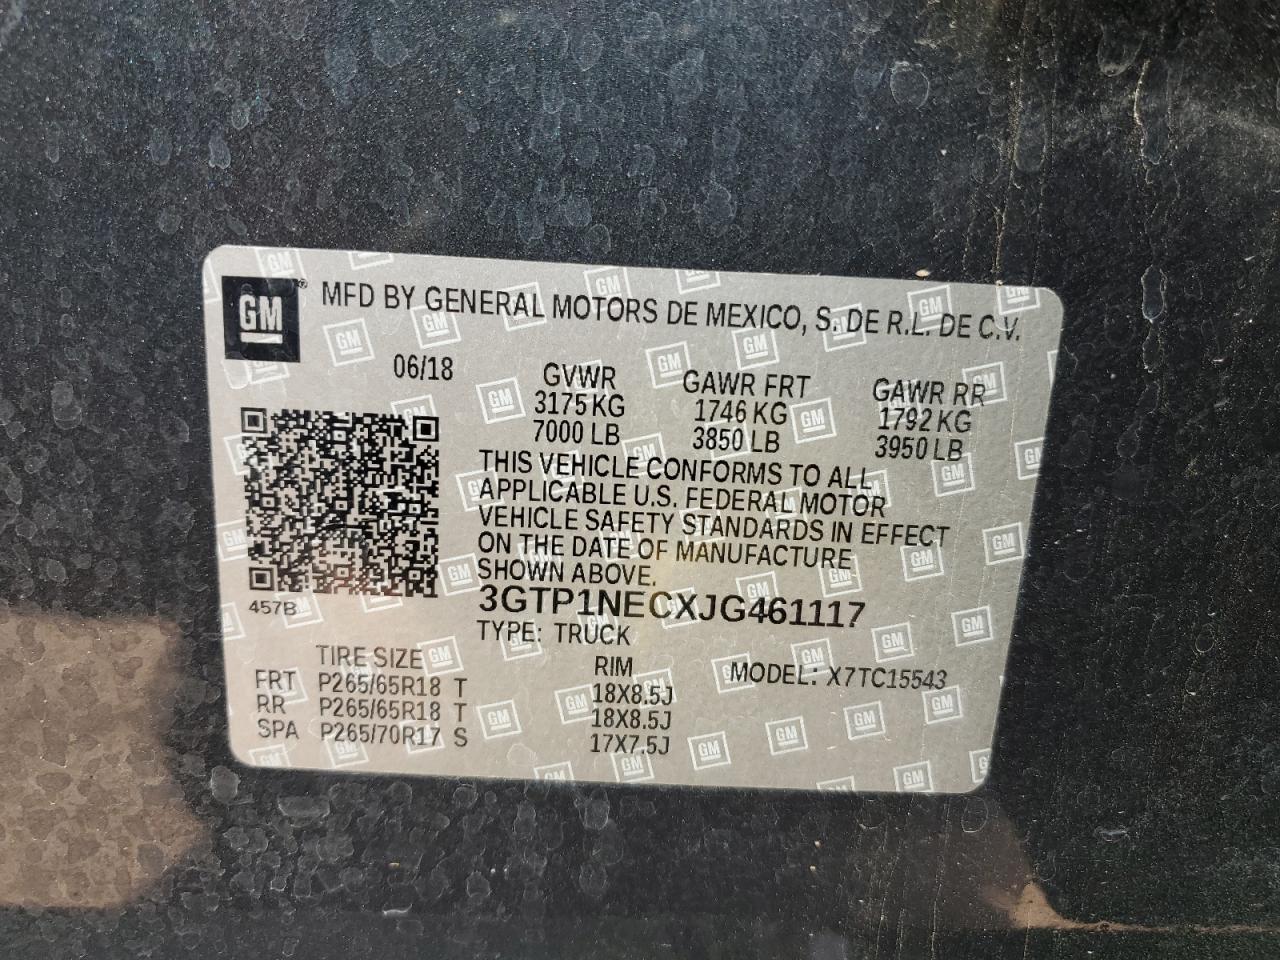 GM® MFD BY GENERAL MOTORS DE MEXICO, S. DE R.L. DE C.V.
06/18 GVWR GAWR FRT GAWR RR
3175 KG 1746 KG 1792 KG
7000 LB 3850 LB 3950 LB
THIS VEHICLE CONFORMS TO ALL
APPLICABLE U.S. FEDERAL MOTOR
VEHICLE SAFETY STANDARDS IN EFFECT
ON THE DATE OF MANUFACTURE
SHOWN ABOVE.
457B 3GTP1NECXJG461117
TYPE: TRUCK
TIRE SIZE RIM MODEL: X7TC15543
FRT P265/65R18 T 18X8.5J
RR P265/65R18 T 18X8.5J
SPA P265/70R17 S 17X7.5J